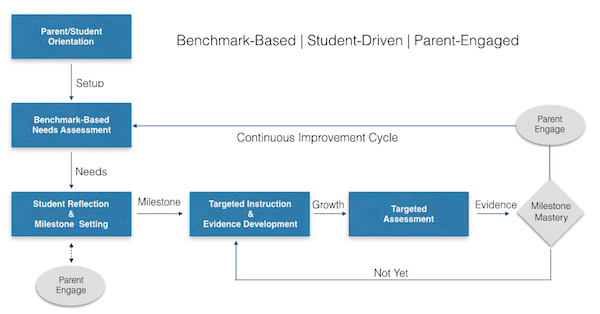 Parent/Student
Orientation
Benchmark-Based | Student-Driven | Parent-Engaged
Setup
Benchmark-Based
Needs Assessment
Parent
Engage
Continuous Improvement Cycle
Needs
Student Reflection
&
Milestone Setting
Milestone
Targeted Instruction
&
Evidence Development
Growth
Targeted
Assessment
Evidence
Milestone
Mastery
Not Yet
Parent
Engage